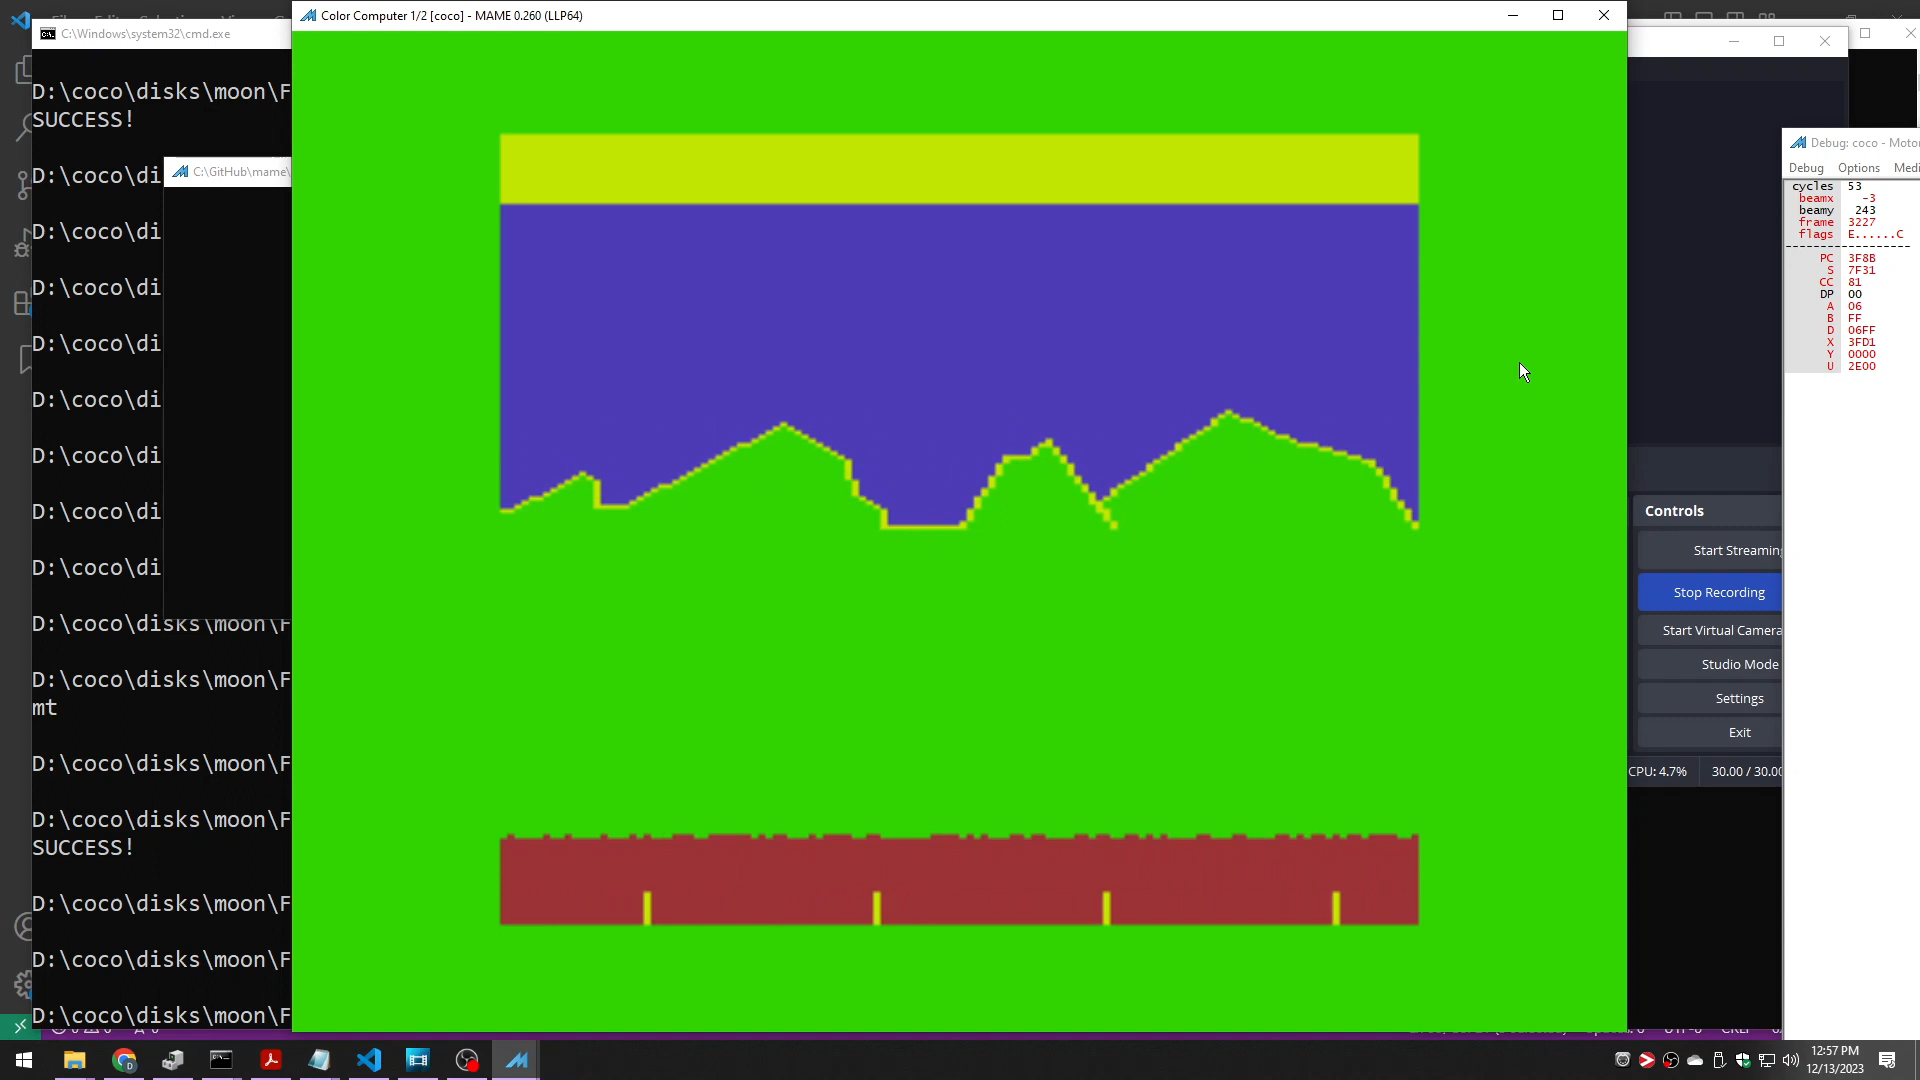 Color Computer 1/2 [coco] - MAME 0.260 (LLP64)
C:\Windows\system32\cmd.exe
D:\coco\disks\moon\F
SUCCESS!
D:\coco\di
C:\GitHub\mame\
D:\coco\di
D:\coco\di
D:\coco\di
D:\coco\di
D:\coco\di
D:\coco\di
D:\coco\di
D:\coco\disks\moon\F
D:\coco\disks\moon\F
mt
D:\coco\disks\moon\F
D:\coco\disks\moon\F
SUCCESS!
D:\coco\disks\moon\F
D:\coco\disks\moon\F
D:\coco\disks\moon\F
Debug: coco - Moto
Debug Options Medi
cycles 53
beamx -3
beamy 243
frame 3227
flags E......C
PC 3F8B
S 7F31
CC 81
DP 00
A 06
B FF
D 06FF
X 3FD1
Y 0000
U 2E00
Controls
Start Streaming
Stop Recording
Start Virtual Camera
Studio Mode
Settings
Exit
CPU: 4.7% 30.00 / 30.00
12:57 PM
12/13/2023